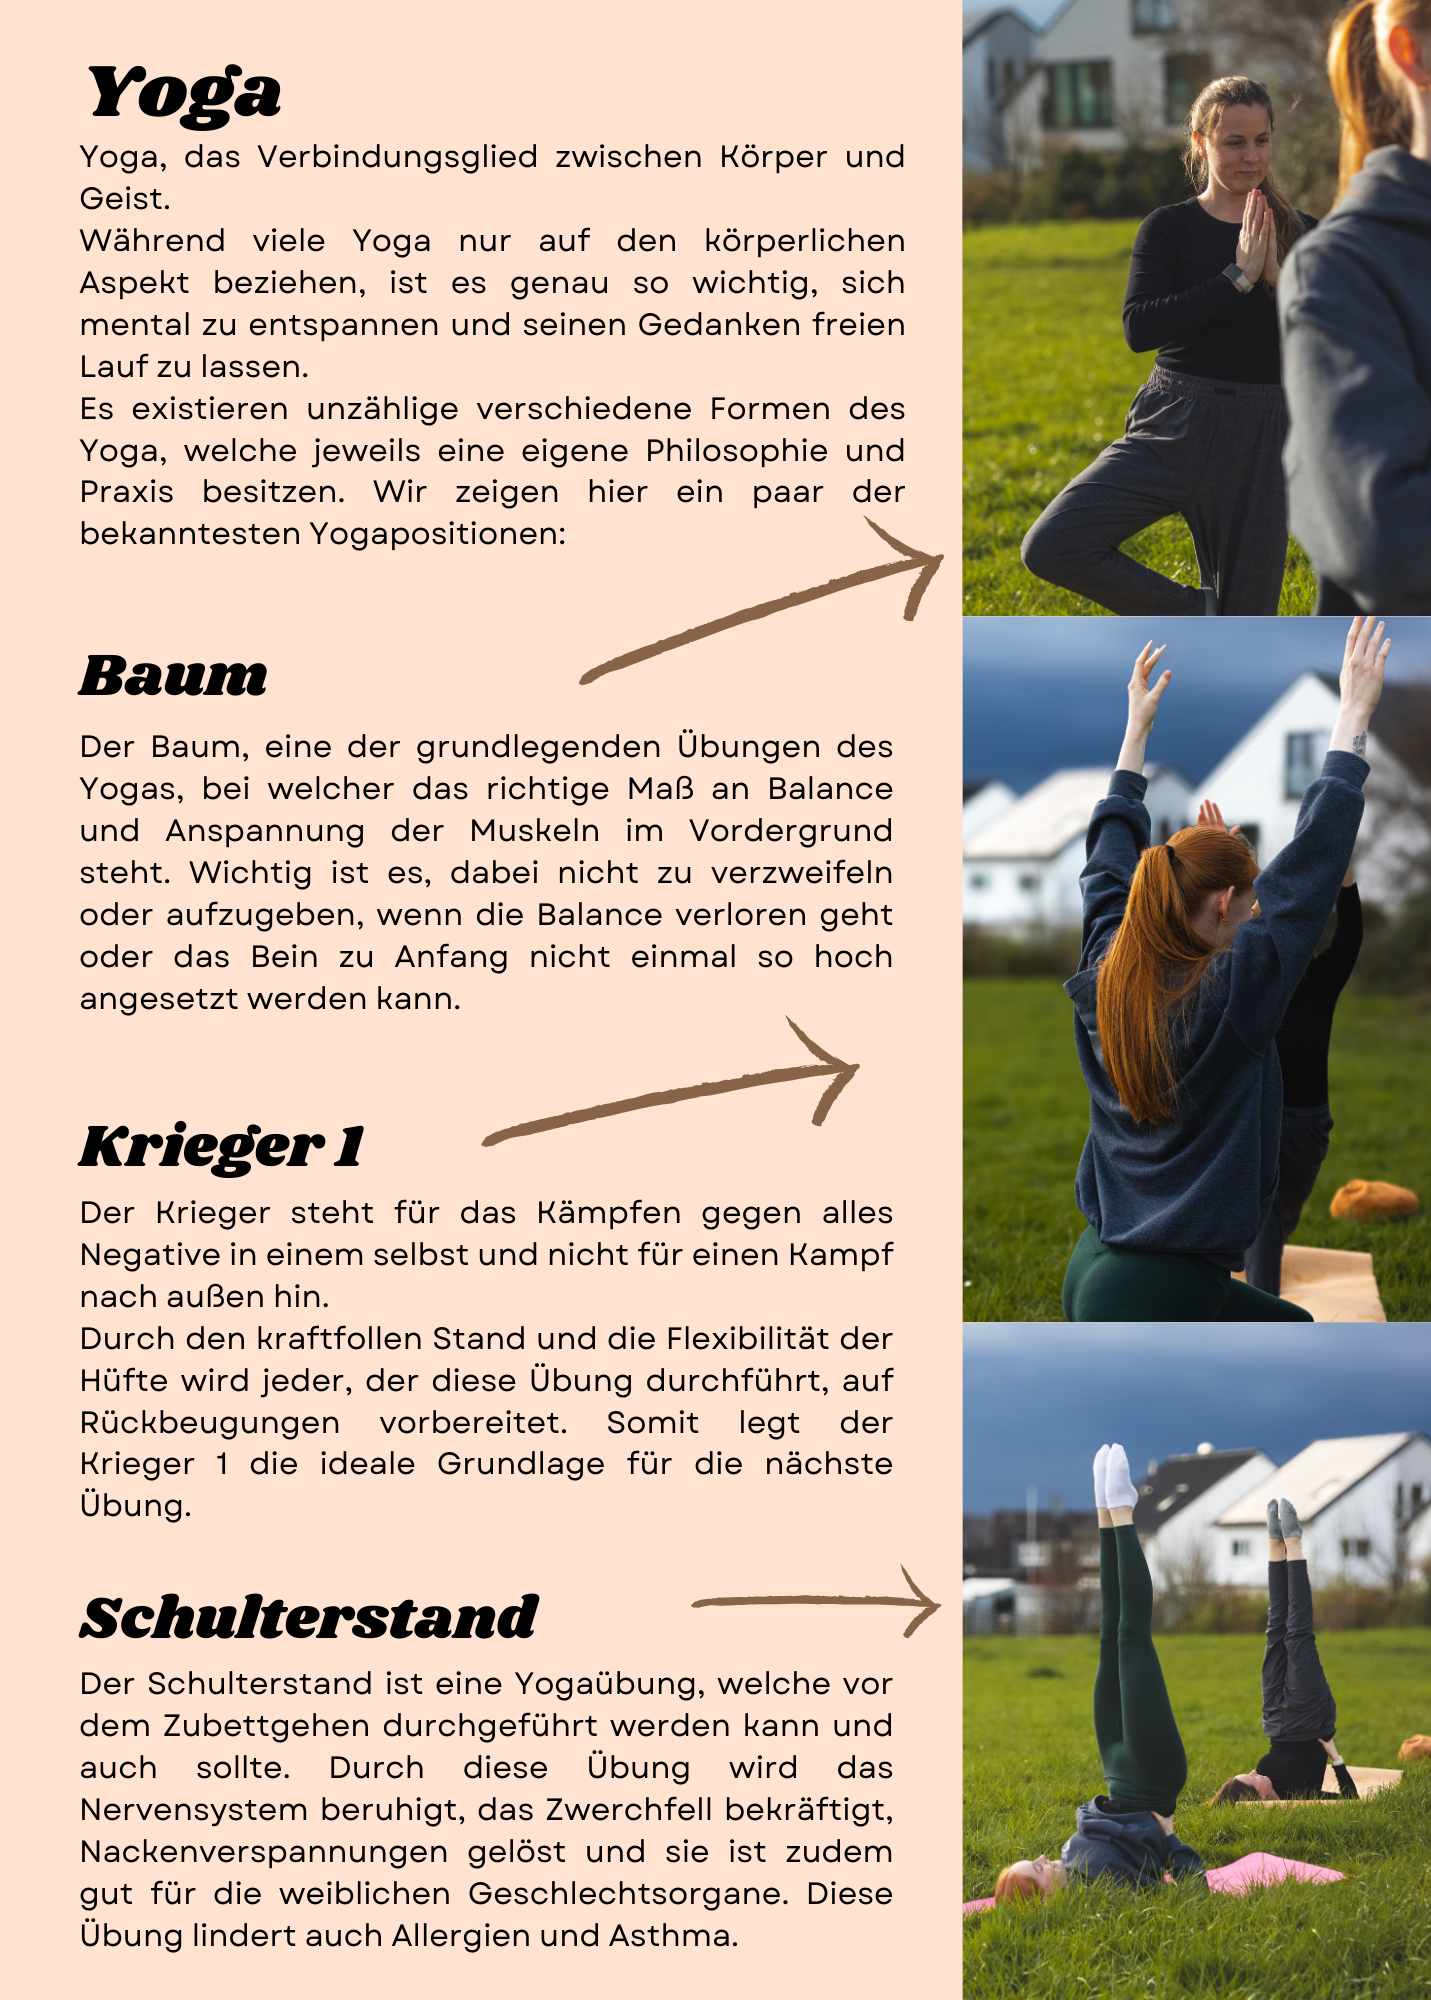 Yoga
Yoga, das Verbindungsglied zwischen Körper und
Geist.
Während viele Yoga nur auf den körperlichen
Aspekt beziehen, ist es genau so wichtig, sich
mental zu entspannen und seinen Gedanken freien
Lauf zu lassen.
Es existieren unzählige verschiedene Formen des
Yoga, welche jeweils eine eigene Philosophie und
Praxis besitzen. Wir zeigen hier ein paar der
bekanntesten Yogapositionen:
Baum
Der Baum, eine der grundlegenden Übungen des
Yogas, bei welcher das richtige Maß an Balance
und Anspannung der Muskeln im Vordergrund
steht. Wichtig ist es, dabei nicht zu verzweifeln
oder aufzugeben, wenn die Balance verloren geht
oder das Bein zu Anfang nicht einmal so hoch
angesetzt werden kann.
Krieger 1
Der Krieger steht für das Kämpfen gegen alles
Negative in einem selbst und nicht für einen Kampf
nach außen hin.
Durch den kraftfollen Stand und die Flexibilität der
Hüfte wird jeder, der diese Übung durchführt, auf
Rückbeugungen vorbereitet. Somit legt der
Krieger 1 die ideale Grundlage für die nächste
Übung.
Schulterstand
Der Schulterstand ist eine Yogaübung, welche vor
dem Zubettgehen durchgeführt werden kann und
auch sollte. Durch diese Übung wird das
Nervensystem beruhigt, das Zwerchfell bekräftigt,
Nackenverspannungen gelöst und sie ist zudem
gut für die weiblichen Geschlechtsorgane. Diese
Übung lindert auch Allergien und Asthma.